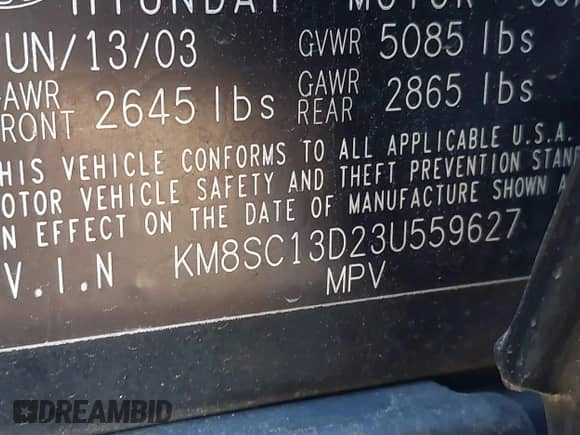 HYUNDAI MOTOR CO
UN/13/03 GVWR 5085 lbs
GAWR FRONT 2645 lbs GAWR REAR 2865 lbs
HIS VEHICLE CONFORMS TO ALL APPLICABLE U.S.A.
OTOR VEHICLE SAFETY AND THEFT PREVENTION STAND
N EFFECT ON THE DATE OF MANUFACTURE SHOWN A
V.I.N KM8SC13D23U559627
MPV
DREAMBID